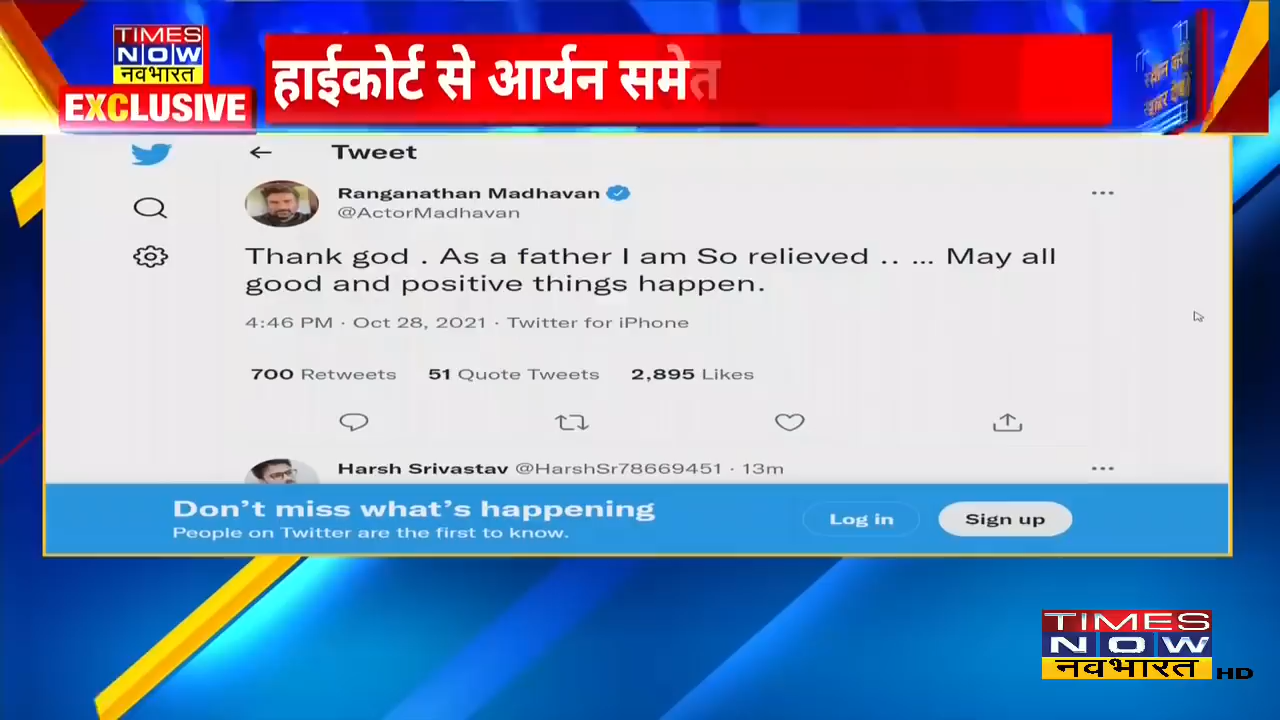 TIMES
NOW
नवभारत
EXCLUSIVE
हाईकोर्ट से आर्यन समेत
Tweet
Ranganathan Madhavan
@ActorMadhavan
Thank god . As a father I am So relieved .. ... May all
good and positive things happen.
4:46 PM · Oct 28, 2021 · Twitter for iPhone
700 Retweets 51 Quote Tweets 2,895 Likes
Harsh Srivastav @HarshSr78669451 · 13m
Don't miss what's happening
People on Twitter are the first to know.
Log in
Sign up
TIMES
NOW
नवभारत HD